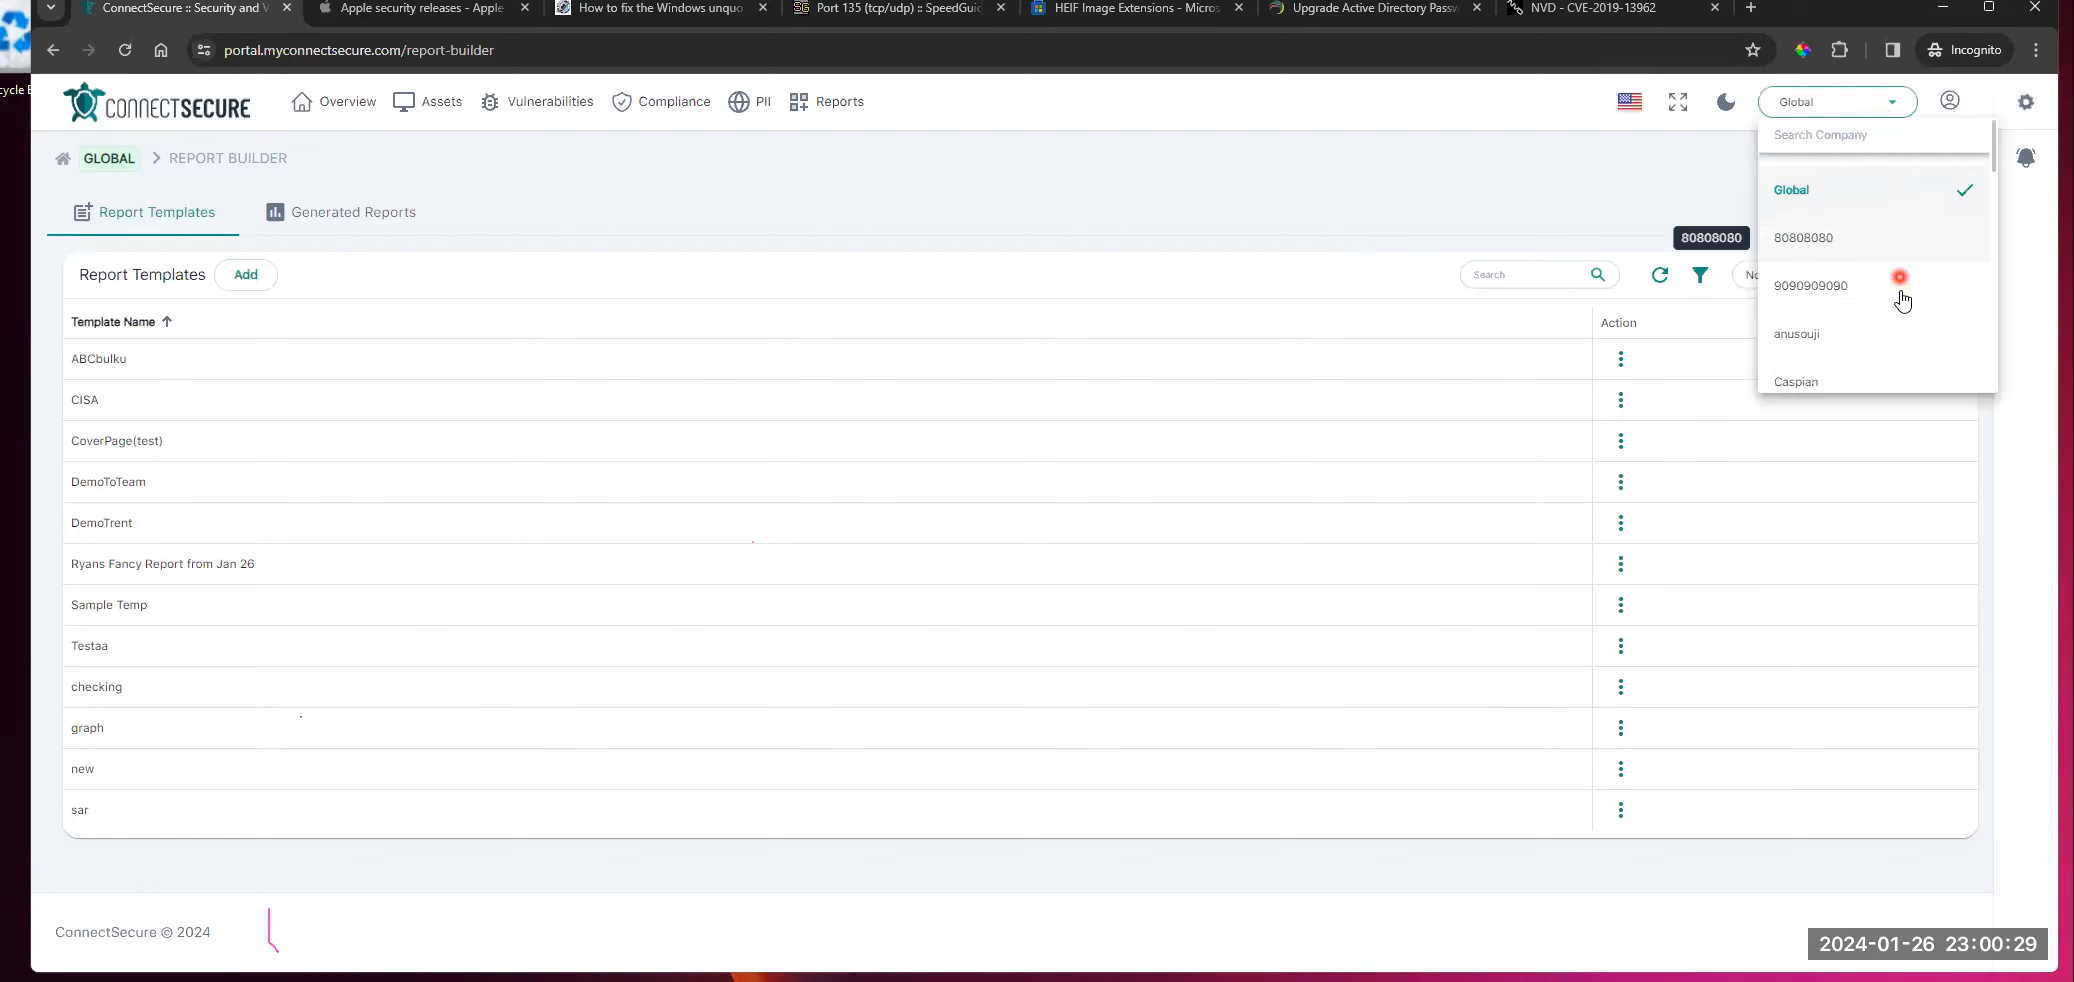 ConnectSecure :: Security and V
Apple security releases - Apple
How to fix the Windows unquo
Port 135 (tcp/udp) :: SpeedGuid
HEIF Image Extensions - Micros
Upgrade Active Directory Passw
NVD - CVE-2019-13962
portal.myconnectsecure.com/report-builder
Incognito
cycle
CONNECTSECURE
Overview
Assets
Vulnerabilities
Compliance
PII
Reports
Global
Search Company
GLOBAL
REPORT BUILDER
Global
Report Templates
Generated Reports
80808080
80808080
Report Templates
Add
Search
No
9090909090
Template Name
Action
anusouji
ABCbulku
Caspian
CISA
CoverPage(test)
DemoToTeam
DemoTrent
Ryans Fancy Report from Jan 26
Sample Temp
Testaa
checking
graph
new
sar
ConnectSecure © 2024
2024-01-26 23:00:29